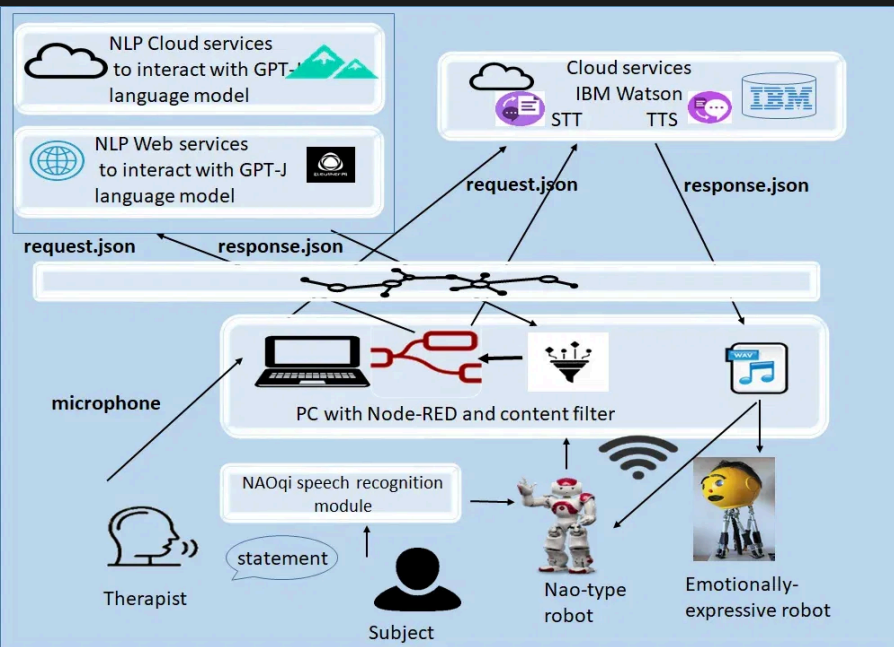 NLP Cloud services
to interact with GPT-J
language model
NLP Web services
to interact with GPT-J
language model
Cloud services
IBM Watson
STT
TTS
IBM
request.json
response.json
request.json
response.json
WAV
PC with Node-RED and content filter
microphone
NAOqi speech recognition
module
statement
Therapist
Subject
Nao-type
robot
Emotionally-
expressive robot